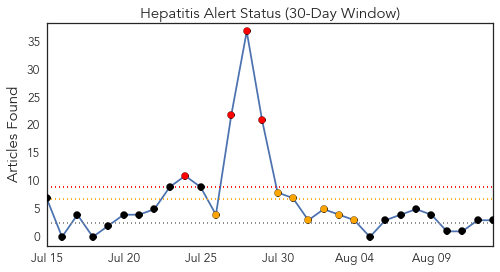 Hepatitis Alert Status (30-Day Window)
Articles Found
35
30
25
20
15
10
5
0
Jul 15 Jul 20 Jul 25 Jul 30 Aug 04 Aug 09